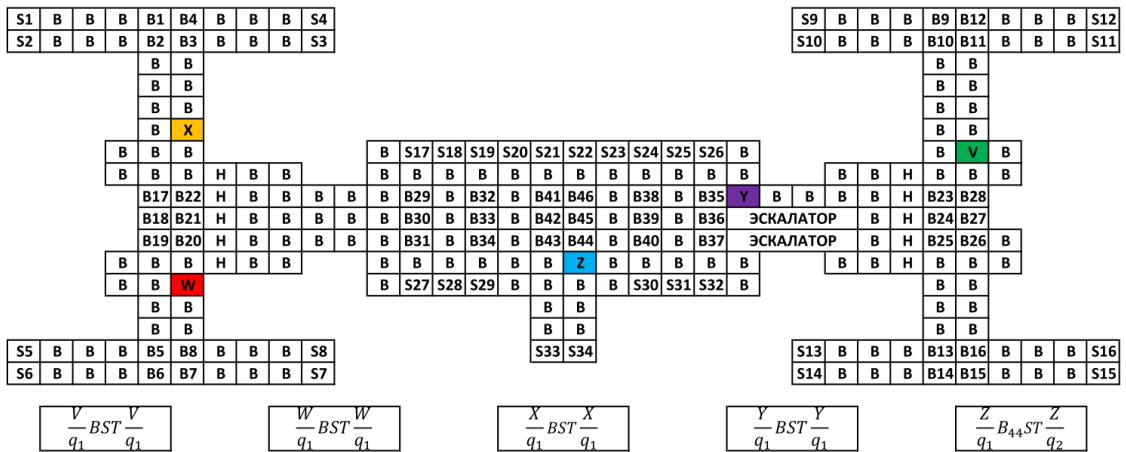 S1 B B B B1 B4 B B B S4 S9 B B B B9 B12 B B B S12
S2 B B B B2 B3 B B B S3 S10 B B B B10 B11 B B B S11
B B B B
B B B B
B B B B
B X B B
B B B B S17 S18 S19 S20 S21 S22 S23 S24 S25 S26 B B V B
B B B H B B B B B B B B B B B B B B B B H B B B
B17 B22 H B B B B B B29 B B32 B B41 B46 B B38 B B35 Y B B B B H B23 B28
B18 B21 H B B B B B B30 B B33 B B42 B45 B B39 B B36 ЭСКАЛАТОР B H B24 B27
B19 B20 H B B B B B B31 B B34 B B43 B44 B B40 B B37 ЭСКАЛАТОР B H B25 B26 B
B B B H B B B B B B B B Z B B B B B B B H B B B
B B W B S27 S28 S29 B B B B S30 S31 S32 B B B
B B B B B B
B B B B B B
S5 B B B B5 B8 B B B S8 S33 S34 S13 B B B B13 B16 B B B S16
S6 B B B B6 B7 B B B S7 S14 B B B B14 B15 B B B S15
V/q₁ BST V/q₁ W/q₁ BST W/q₁ X/q₁ BST X/q₁ Y/q₁ BST Y/q₁ Z/q₁ B₄₄ST Z/q₂